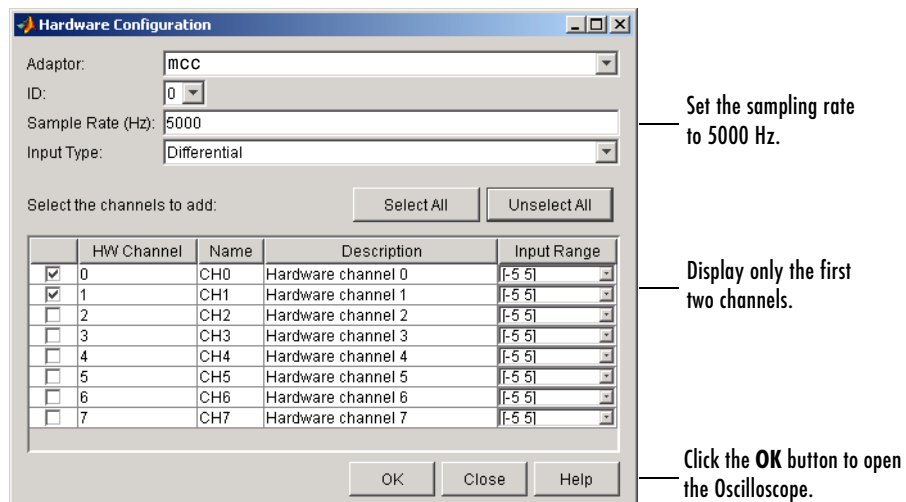 Hardware Configuration
Adaptor: mcc
ID: 0
Sample Rate (Hz): 5000
Input Type: Differential
Set the sampling rate
to 5000 Hz.
Select the channels to add: Select All Unselect All
HW Channel Name Description Input Range
0 CH0 Hardware channel 0 [-5 5]
1 CH1 Hardware channel 1 [-5 5]
2 CH2 Hardware channel 2 [-5 5]
3 CH3 Hardware channel 3 [-5 5]
4 CH4 Hardware channel 4 [-5 5]
5 CH5 Hardware channel 5 [-5 5]
6 CH6 Hardware channel 6 [-5 5]
7 CH7 Hardware channel 7 [-5 5]
Display only the first
two channels.
OK Close Help
Click the OK button to open
the Oscilloscope.